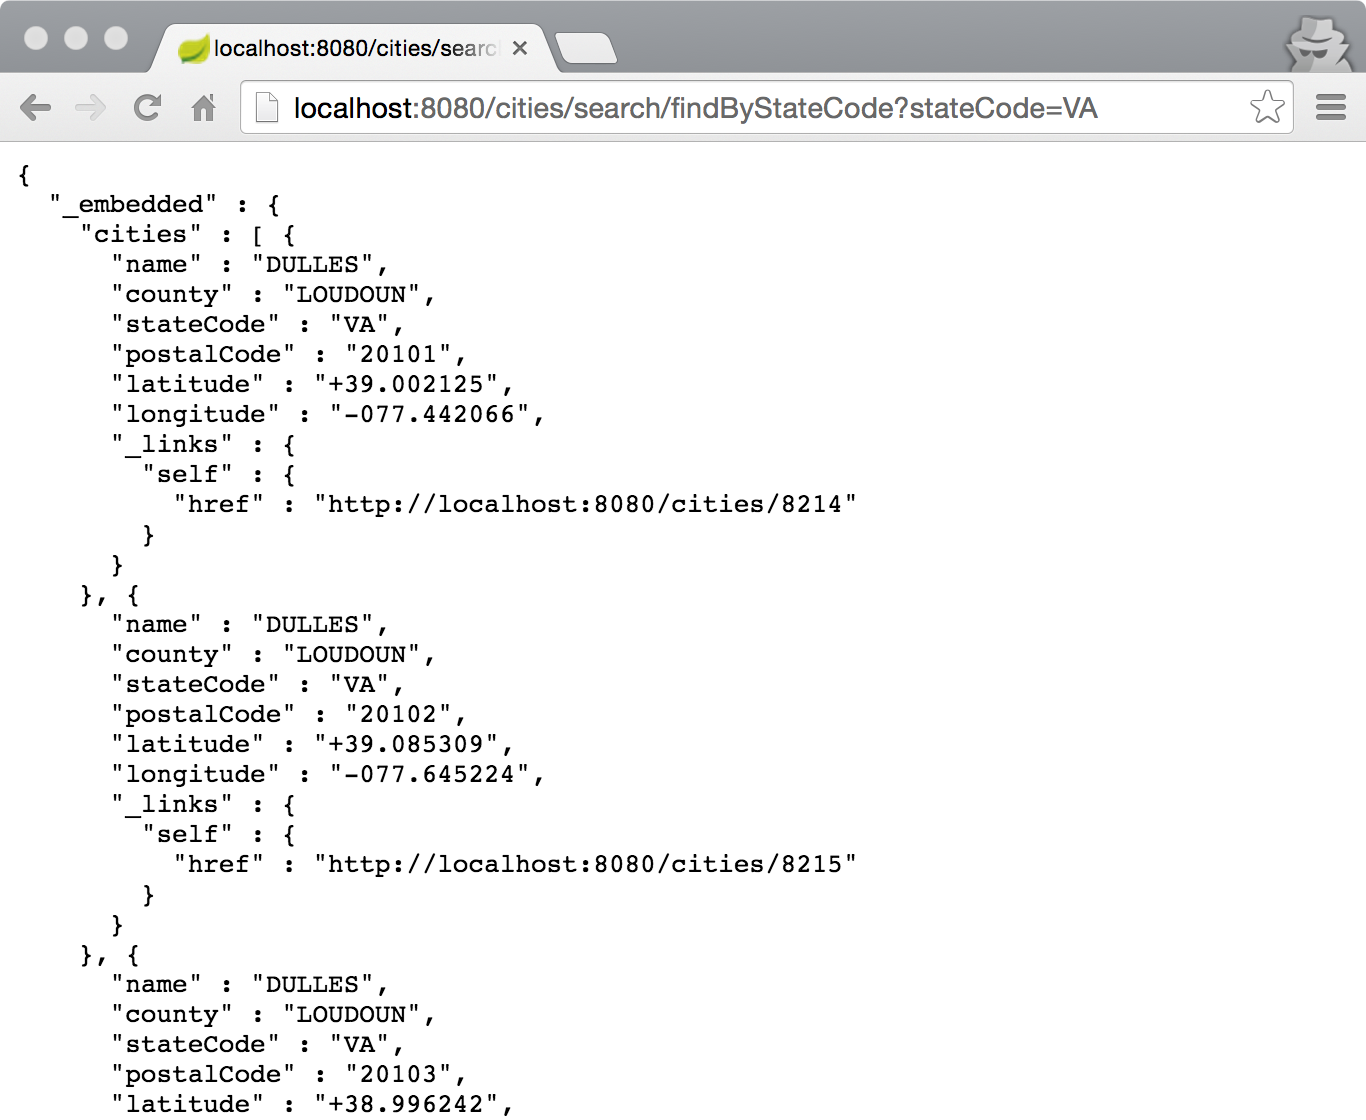 localhost:8080/cities/searc
localhost:8080/cities/search/findByStateCode?stateCode=VA
{
  "_embedded" : {
    "cities" : [ {
      "name" : "DULLES",
      "county" : "LOUDOUN",
      "stateCode" : "VA",
      "postalCode" : "20101",
      "latitude" : "+39.002125",
      "longitude" : "-077.442066",
      "_links" : {
        "self" : {
          "href" : "http://localhost:8080/cities/8214"
        }
      }
    }, {
      "name" : "DULLES",
      "county" : "LOUDOUN",
      "stateCode" : "VA",
      "postalCode" : "20102",
      "latitude" : "+39.085309",
      "longitude" : "-077.645224",
      "_links" : {
        "self" : {
          "href" : "http://localhost:8080/cities/8215"
        }
      }
    }, {
      "name" : "DULLES",
      "county" : "LOUDOUN",
      "stateCode" : "VA",
      "postalCode" : "20103",
      "latitude" : "+38.996242",